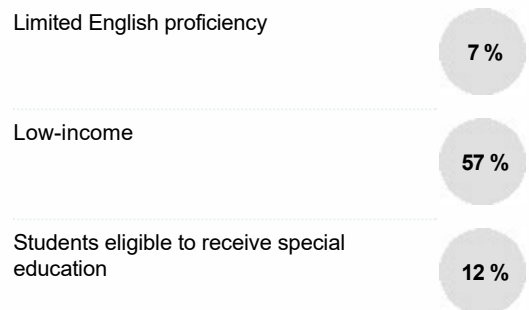 Limited English proficiency
7 %
Low-income
57 %
Students eligible to receive special
education
12 %